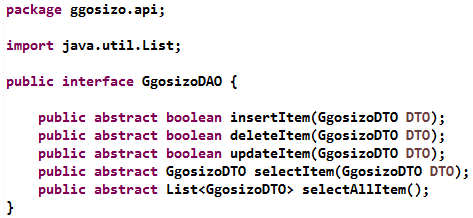 package ggosizo.api;
import java.util.List;
public interface GgosizoDAO {
public abstract boolean insertItem(GgosizoDTO DTO);
public abstract boolean deleteItem(GgosizoDTO DTO);
public abstract boolean updateItem(GgosizoDTO DTO);
public abstract GgosizoDTO selectItem(GgosizoDTO DTO);
public abstract List<GgosizoDTO> selectAllItem();
}